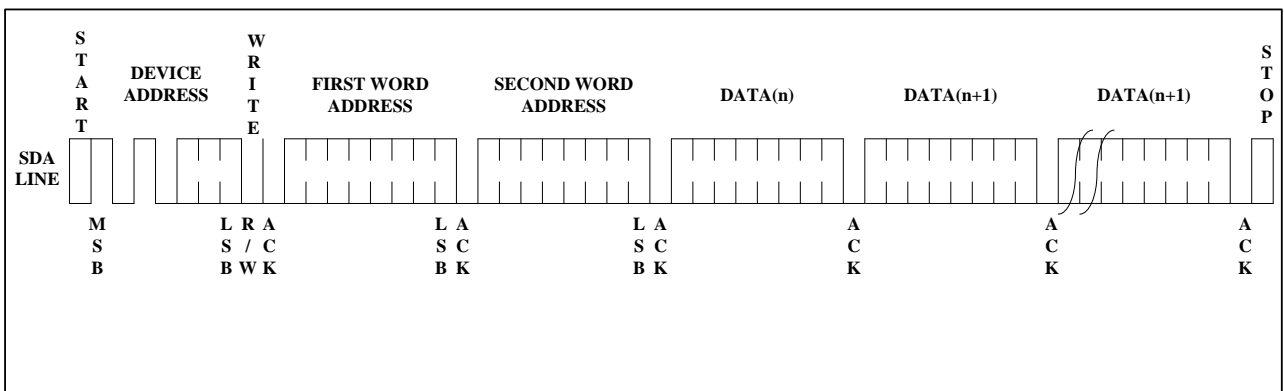 START
DEVICE
ADDRESS
WRITE
FIRST WORD
ADDRESS
SECOND WORD
ADDRESS
DATA(n)
DATA(n+1)
DATA(n+1)
STOP
SDA
LINE
MSB
LSB
R/W
ACK
LSB
ACK
LSB
ACK
ACK
ACK
ACK